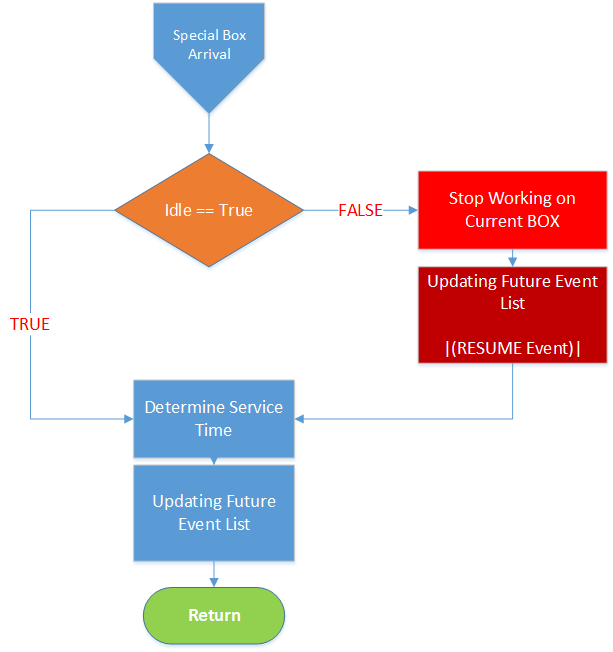 Special Box
Arrival
Idle == True
FALSE
Stop Working on
Current BOX
Updating Future Event
List
|(RESUME Event)|
TRUE
Determine Service
Time
Updating Future
Event List
Return